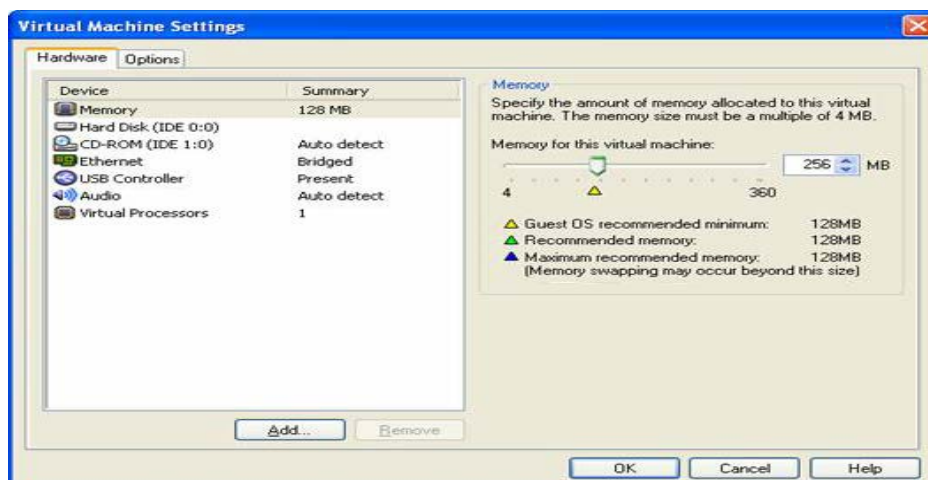 Virtual Machine Settings
Hardware Options
Device Summary
Memory 128 MB
Hard Disk (IDE 0:0)
CD-ROM (IDE 1:0) Auto detect
Ethernet Bridged
USB Controller Present
Audio Auto detect
Virtual Processors 1
Add... Remove
Memory
Specify the amount of memory allocated to this virtual
machine. The memory size must be a multiple of 4 MB.
Memory for this virtual machine:
256 MB
4 360
Guest OS recommended minimum: 128MB
Recommended memory: 128MB
Maximum recommended memory: 128MB
(Memory swapping may occur beyond this size)
OK Cancel Help